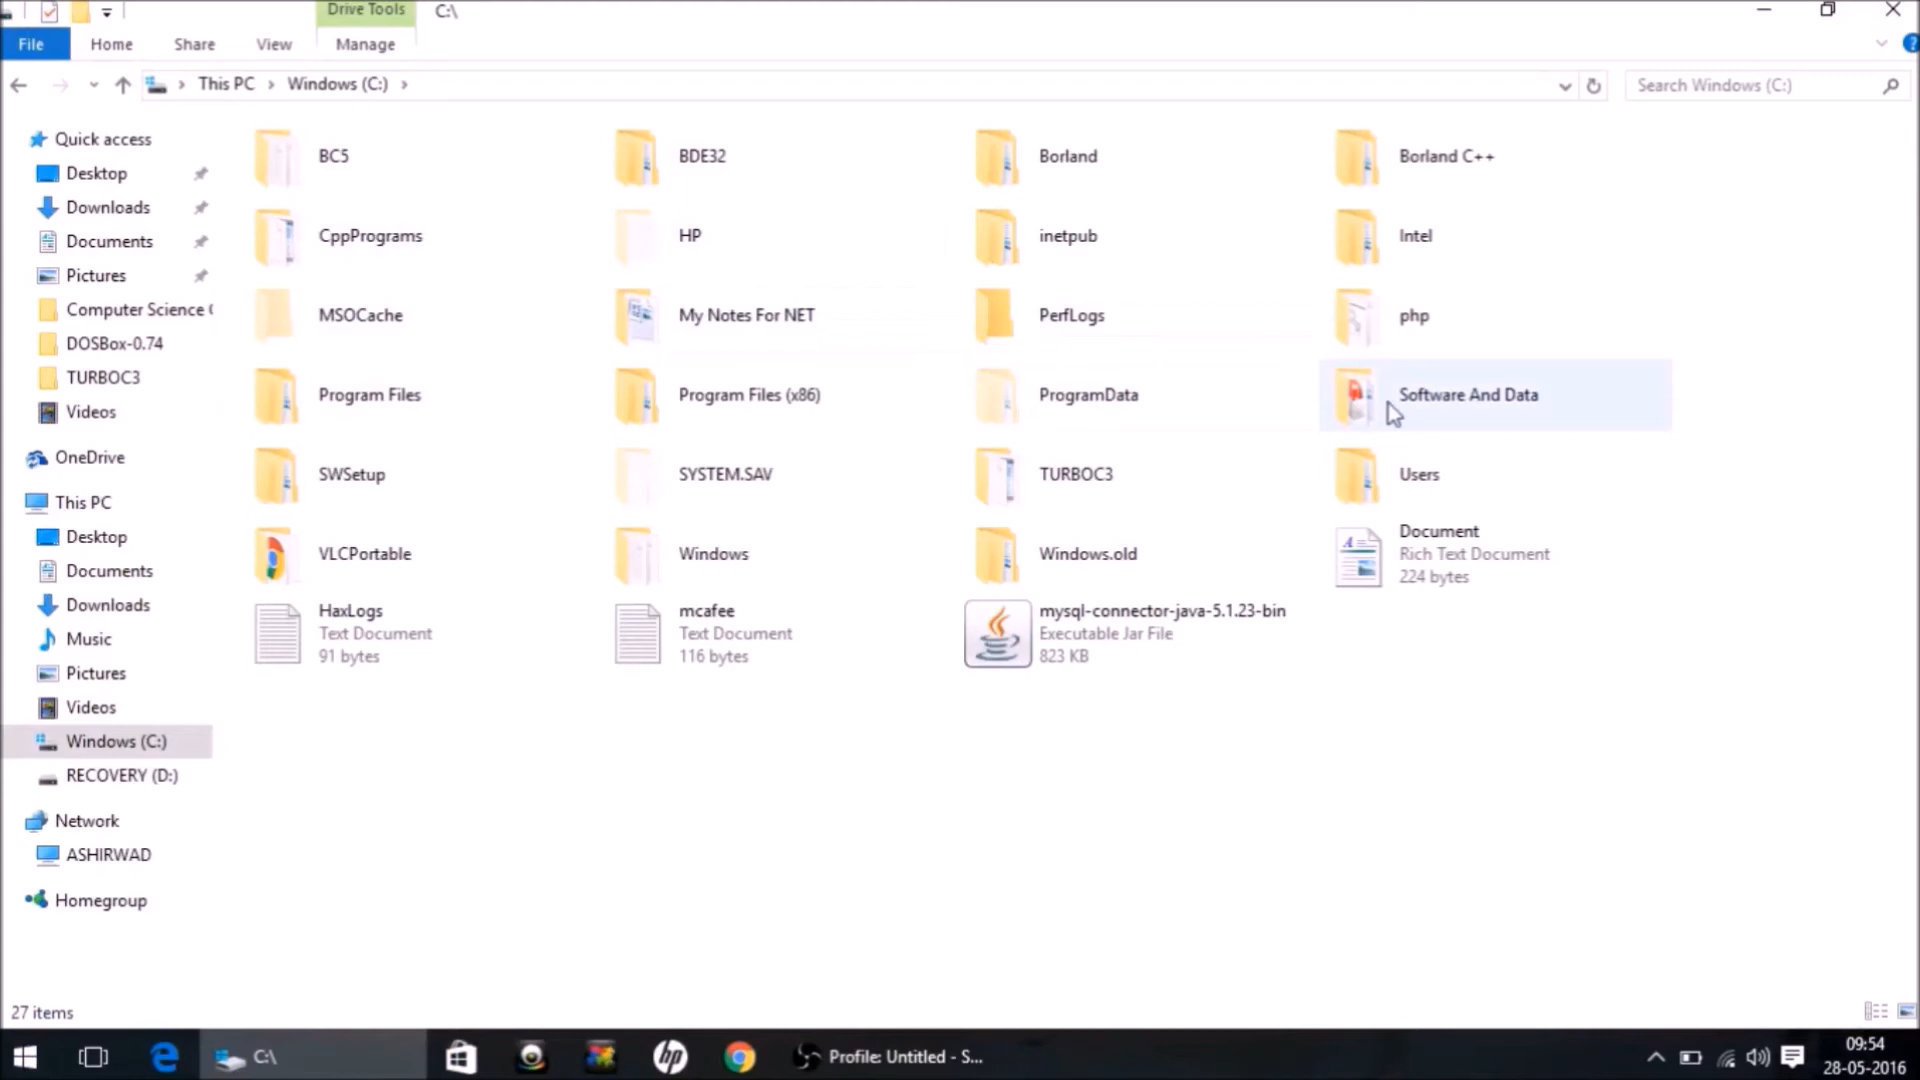 Drive Tools
C:\
File
Home
Share
View
Manage
This PC
Windows (C:)
Search Windows (C:)
Quick access
Desktop
Downloads
Documents
Pictures
Computer Science
DOSBox-0.74
TURBOC3
Videos
OneDrive
This PC
Desktop
Documents
Downloads
Music
Pictures
Videos
Windows (C:)
RECOVERY (D:)
Network
ASHIRWAD
Homegroup
BC5
BDE32
Borland
Borland C++
CppPrograms
HP
inetpub
Intel
MSOCache
My Notes For NET
PerfLogs
php
Program Files
Program Files (x86)
ProgramData
Software And Data
SWSetup
SYSTEM.SAV
TURBOC3
Users
VLCPortable
Windows
Windows.old
Document
Rich Text Document
224 bytes
HaxLogs
Text Document
91 bytes
mcafee
Text Document
116 bytes
mysql-connector-java-5.1.23-bin
Executable Jar File
823 KB
27 items
C:\
hp
Profile: Untitled - S...
09:54
28-05-2016